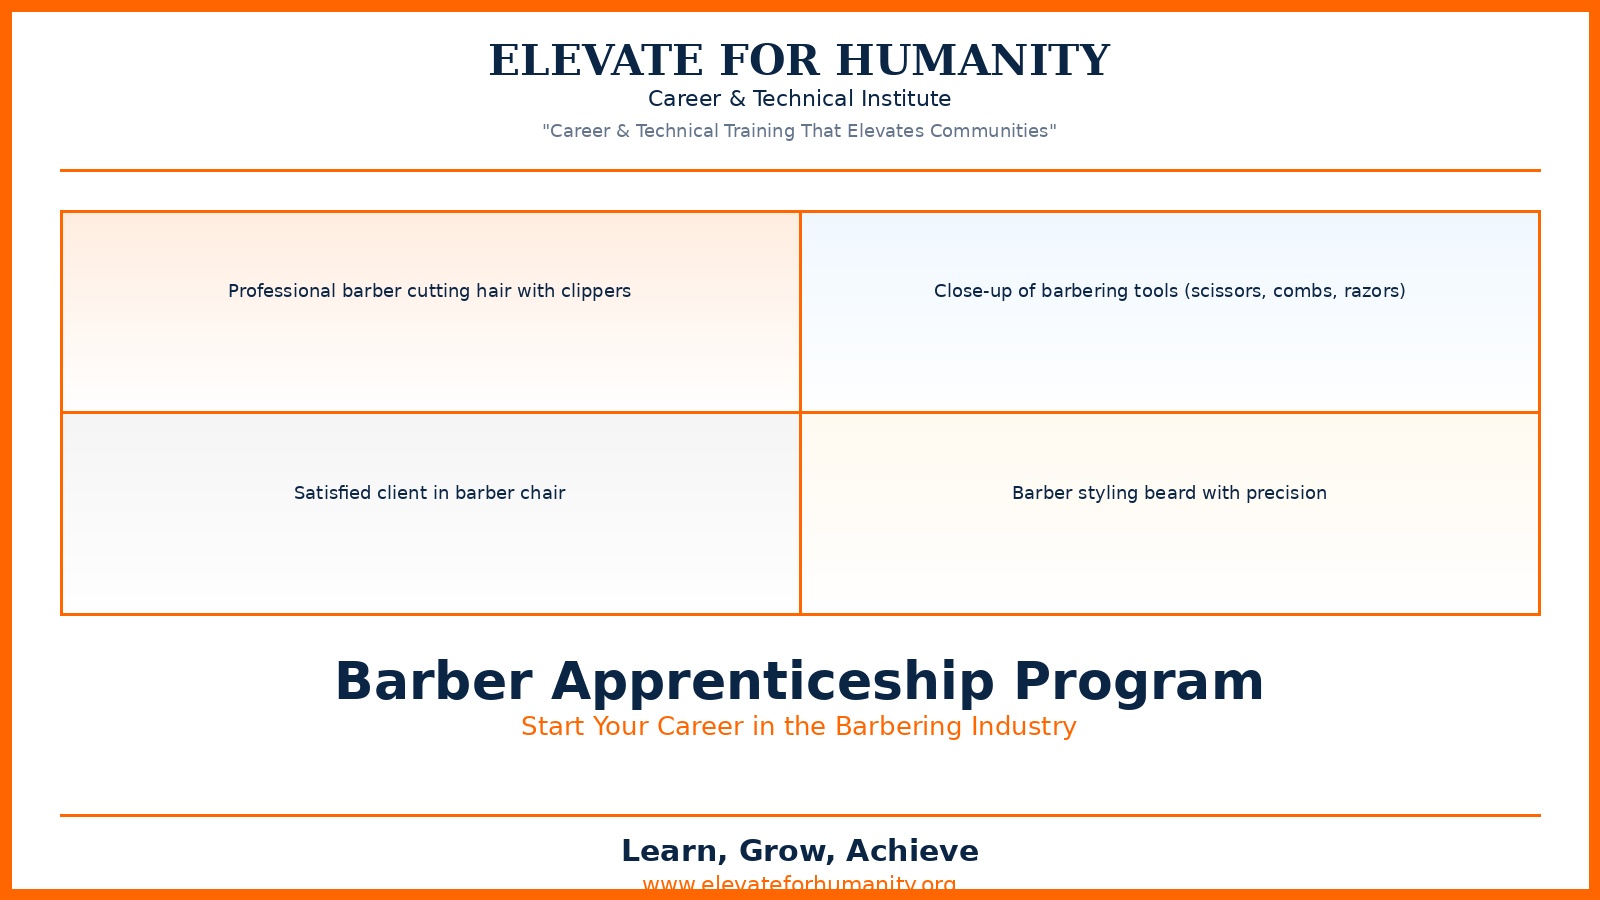 ELEVATE FOR HUMANITY
Career & Technical Institute
"Career & Technical Training That Elevates Communities"
Professional barber cutting hair with clippers
Close-up of barbering tools (scissors, combs, razors)
Satisfied client in barber chair
Barber styling beard with precision
Barber Apprenticeship Program
Start Your Career in the Barbering Industry
Learn, Grow, Achieve
www.elevateforhumanity.org